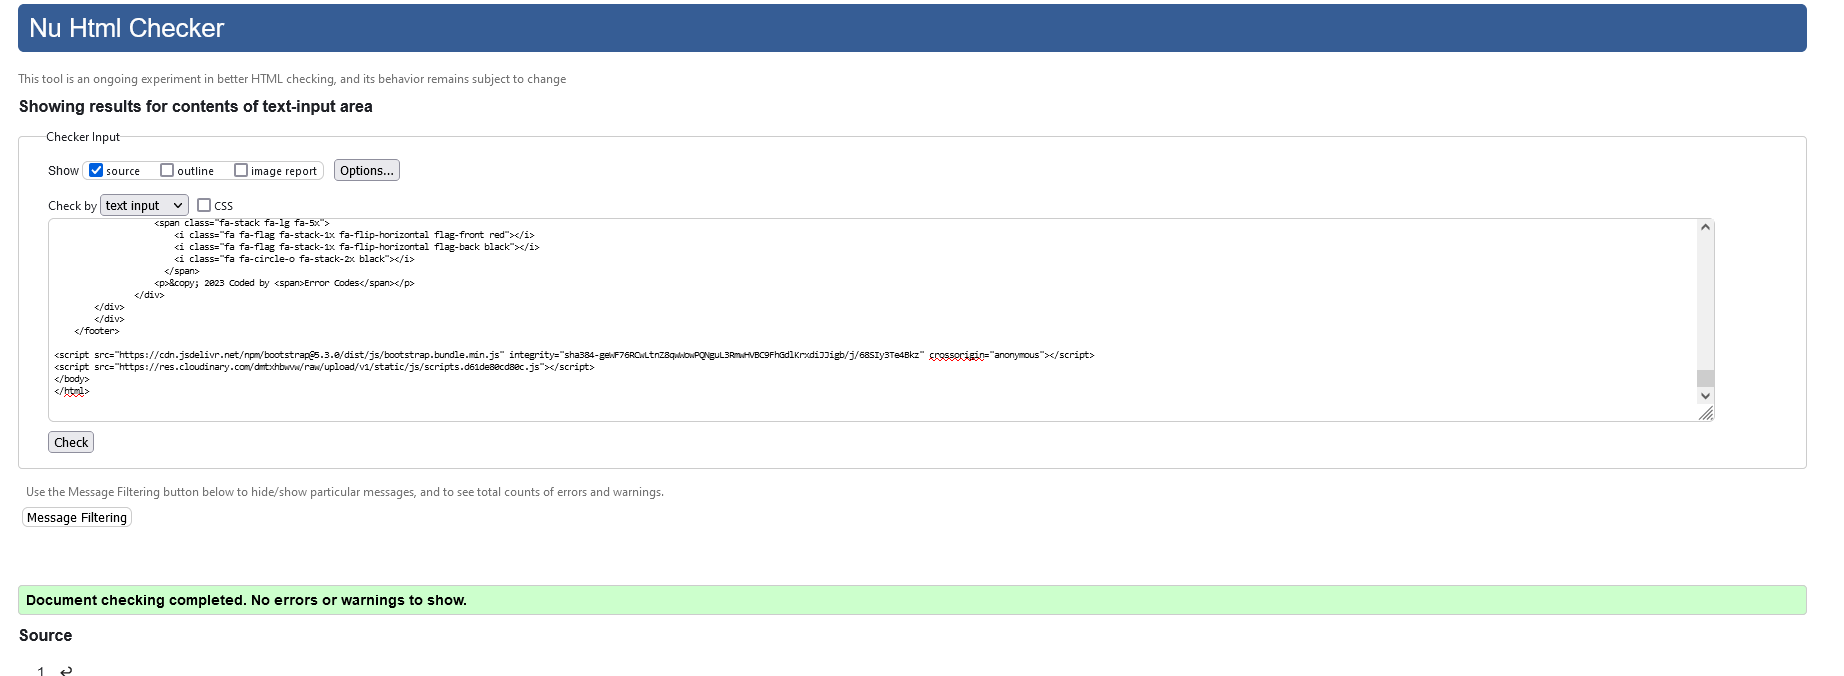 Nu Html Checker
This tool is an ongoing experiment in better HTML checking, and its behavior remains subject to change
Showing results for contents of text-input area
Checker Input
Show source outline image report Options...
Check by text input CSS
<span class="fa-stack fa-lg fa-5x">
<i class="fa fa-flag fa-stack-1x fa-flip-horizontal flag-front red"></i>
<i class="fa fa-flag fa-stack-1x fa-flip-horizontal flag-back black"></i>
<i class="fa fa-circle-o fa-stack-2x black"></i>
</span>
<p>&copy; 2023 Coded by <span>Error Codes</span></p>
</div>
</div>
</div>
</footer>
<script src="https://cdn.jsdelivr.net/npm/bootstrap@5.3.0/dist/js/bootstrap.bundle.min.js" integrity="sha384-geWF76RCwLtnZ8qwWowPQNguL3RmwHVBC9FhGdlKrxdiJJigb/j/68SIy3Te4Bkz" crossorigin="anonymous"></script>
<script src="https://res.cloudinary.com/dmtxhbwvw/raw/upload/v1/static/js/scripts.d61de80cd80c.js"></script>
</body>
</html>
Check
Use the Message Filtering button below to hide/show particular messages, and to see total counts of errors and warnings.
Message Filtering
Document checking completed. No errors or warnings to show.
Source
1 ↩